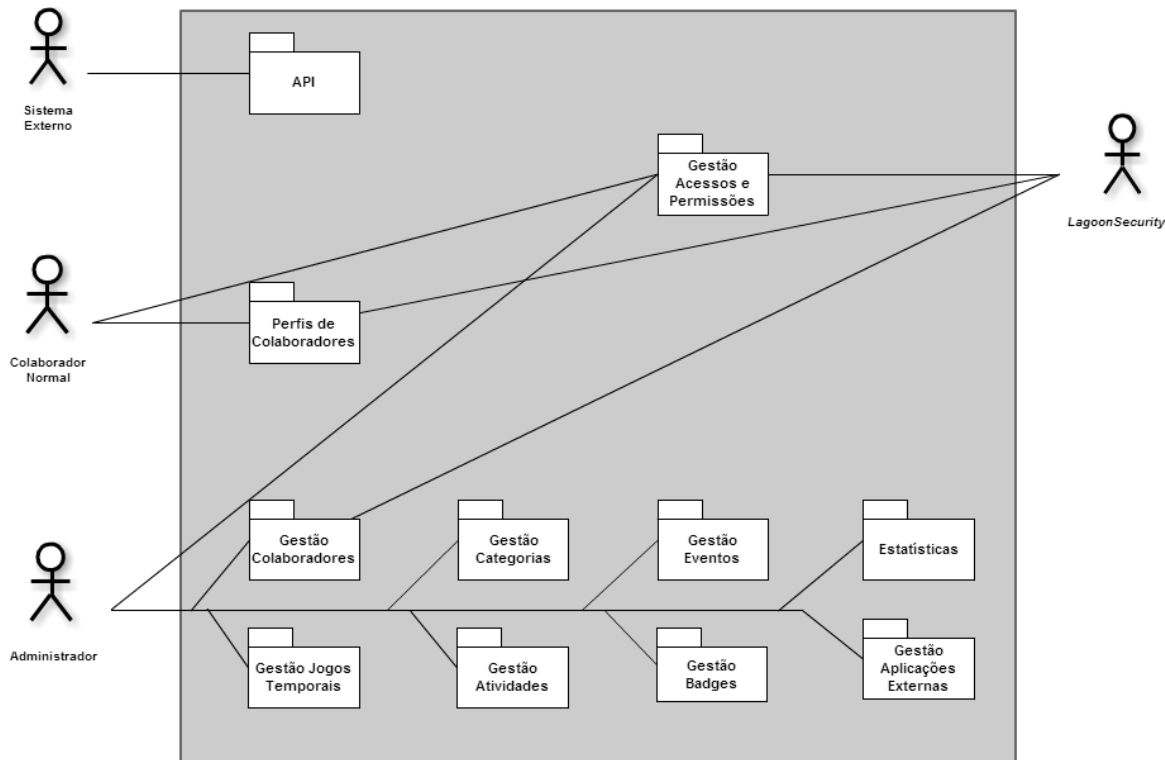 Sistema
Externo
API
Gestão
Acessos e
Permissões
LagoonSecurity
Colaborador
Normal
Perfis de
Colaboradores
Gestão
Colaboradores
Gestão
Categorias
Gestão
Eventos
Estatísticas
Administrador
Gestão Jogos
Temporais
Gestão
Atividades
Gestão
Badges
Gestão
Aplicações
Externas